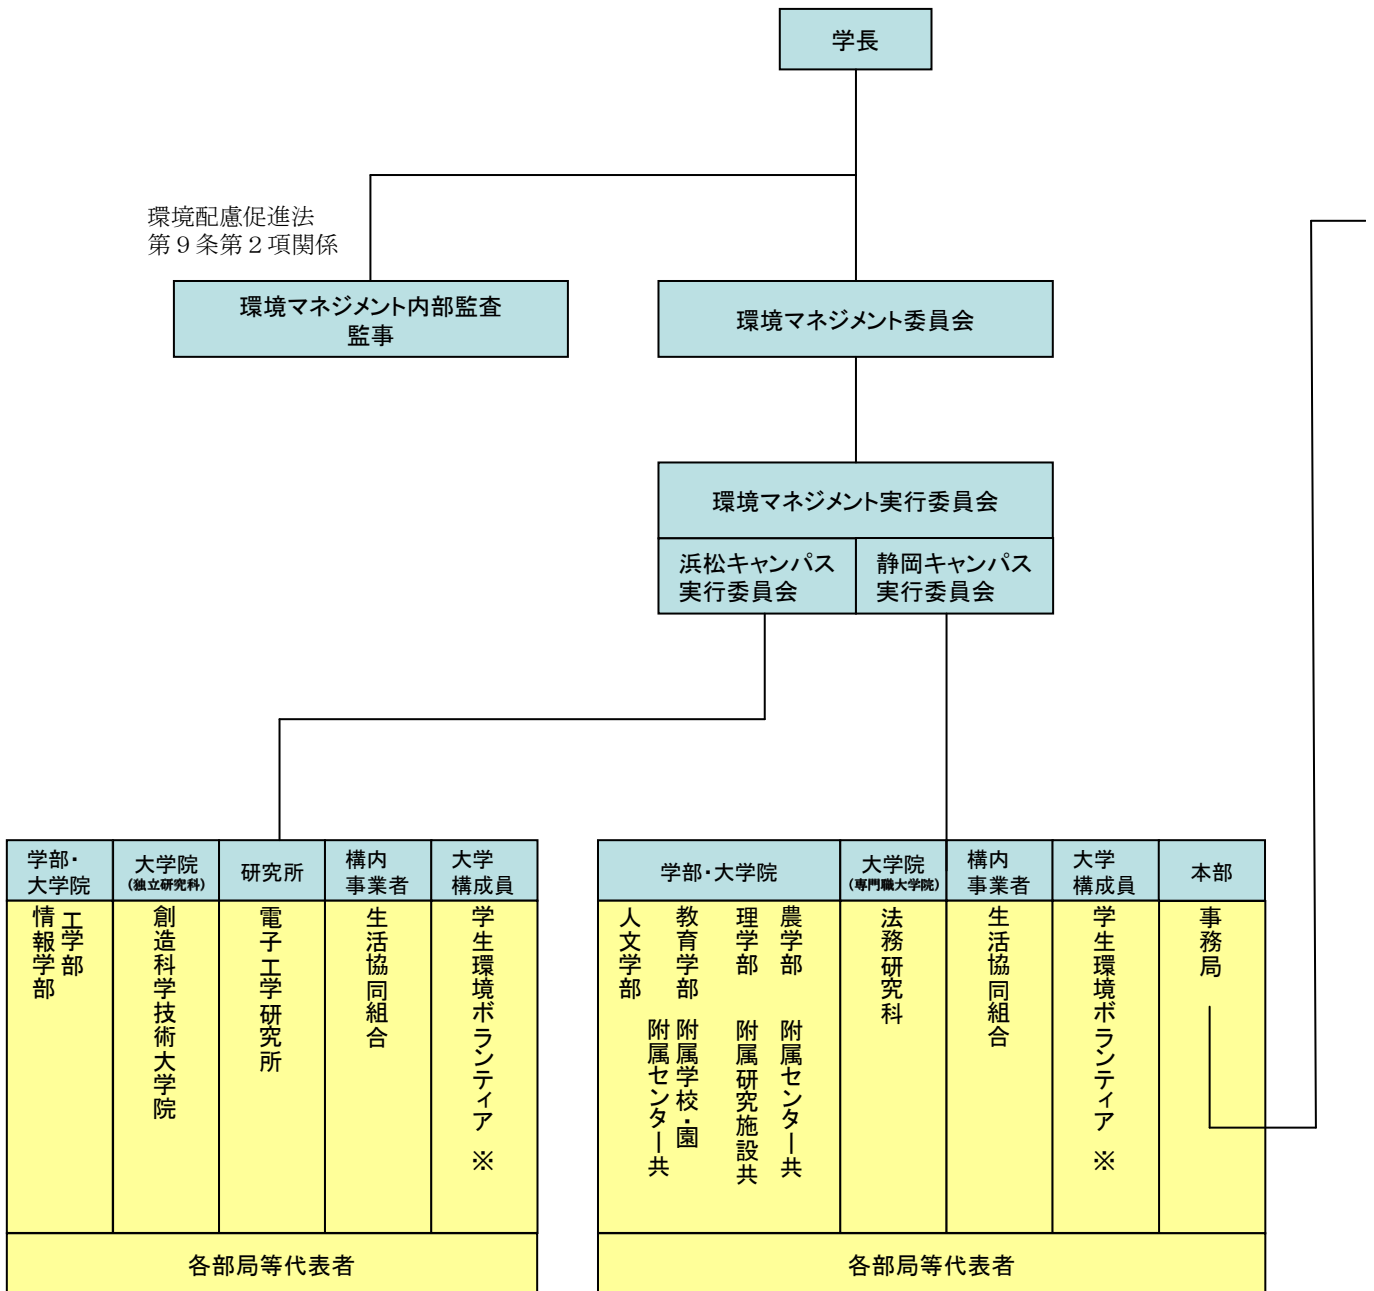 学長
環境配慮促進法
第９条第２項関係
環境マネジメント内部監査
監事
環境マネジメント委員会
環境マネジメント実行委員会
浜松キャンパス
実行委員会
静岡キャンパス
実行委員会
学部・
大学院
大学院
(独立研究科)
研究所
構内
事業者
大学
構成員
工学部
情報学部
創造科学技術大学院
電子工学研究所
生活協同組合
学生環境ボランティア ※
各部局等代表者
学部・大学院
大学院
(専門職大学院)
構内
事業者
大学
構成員
本部
人文学部
教育学部 附属学校・園
附属センター共
理学部 附属研究施設共
農学部 附属センター共
法務研究科
生活協同組合
学生環境ボランティア ※
事務局
各部局等代表者